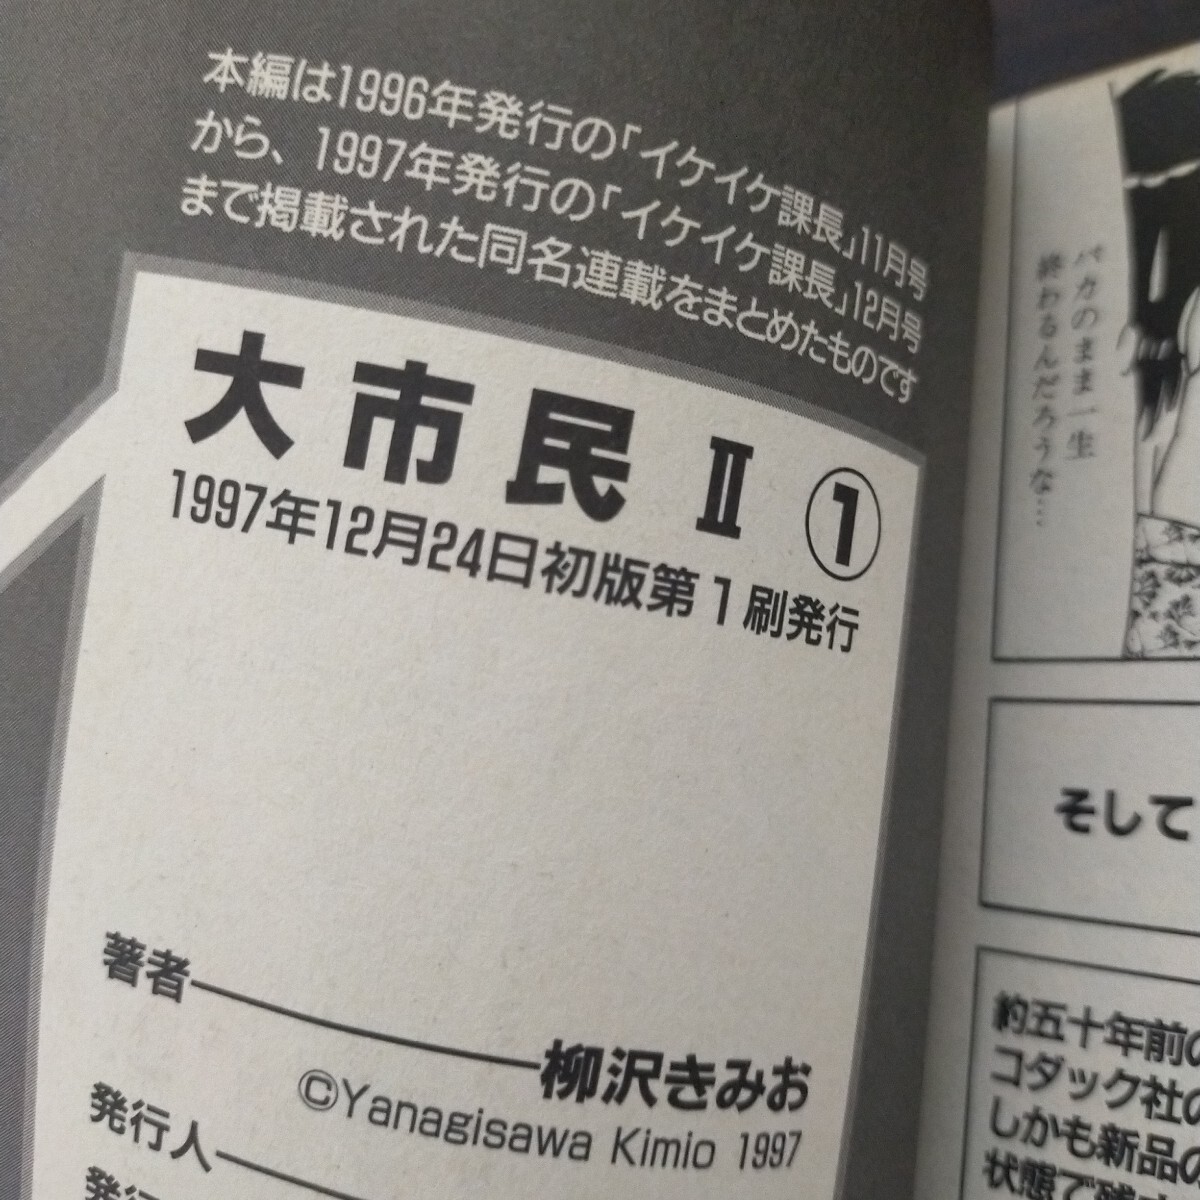 本編は1996年発行の「イケイケ課長」11月号
から、1997年発行の「イケイケ課長」12月号
まで掲載された同名連載をまとめたものです
大市民 Ⅱ ①
1997年12月24日初版第1刷発行
著者
柳沢きみお
©Yanagisawa Kimio 1997
発行人
発行
バカのまま一生
終わるんだろうな…
そして
約五十年前の
コダック社の
しかも新品の
状態で